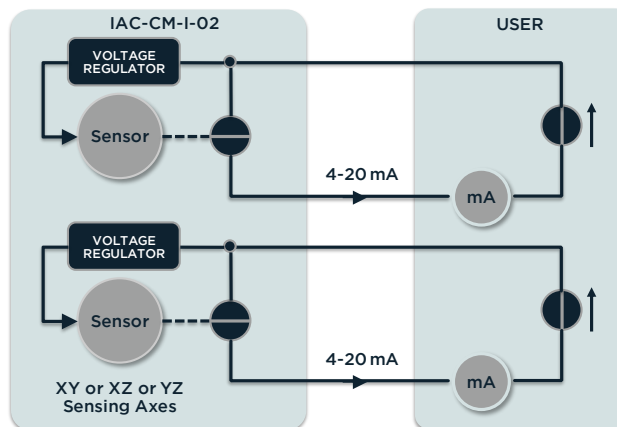 IAC-CM-I-02
USER
VOLTAGE
REGULATOR
Sensor
4-20 mA
mA
VOLTAGE
REGULATOR
Sensor
4-20 mA
mA
XY or XZ or YZ
Sensing Axes